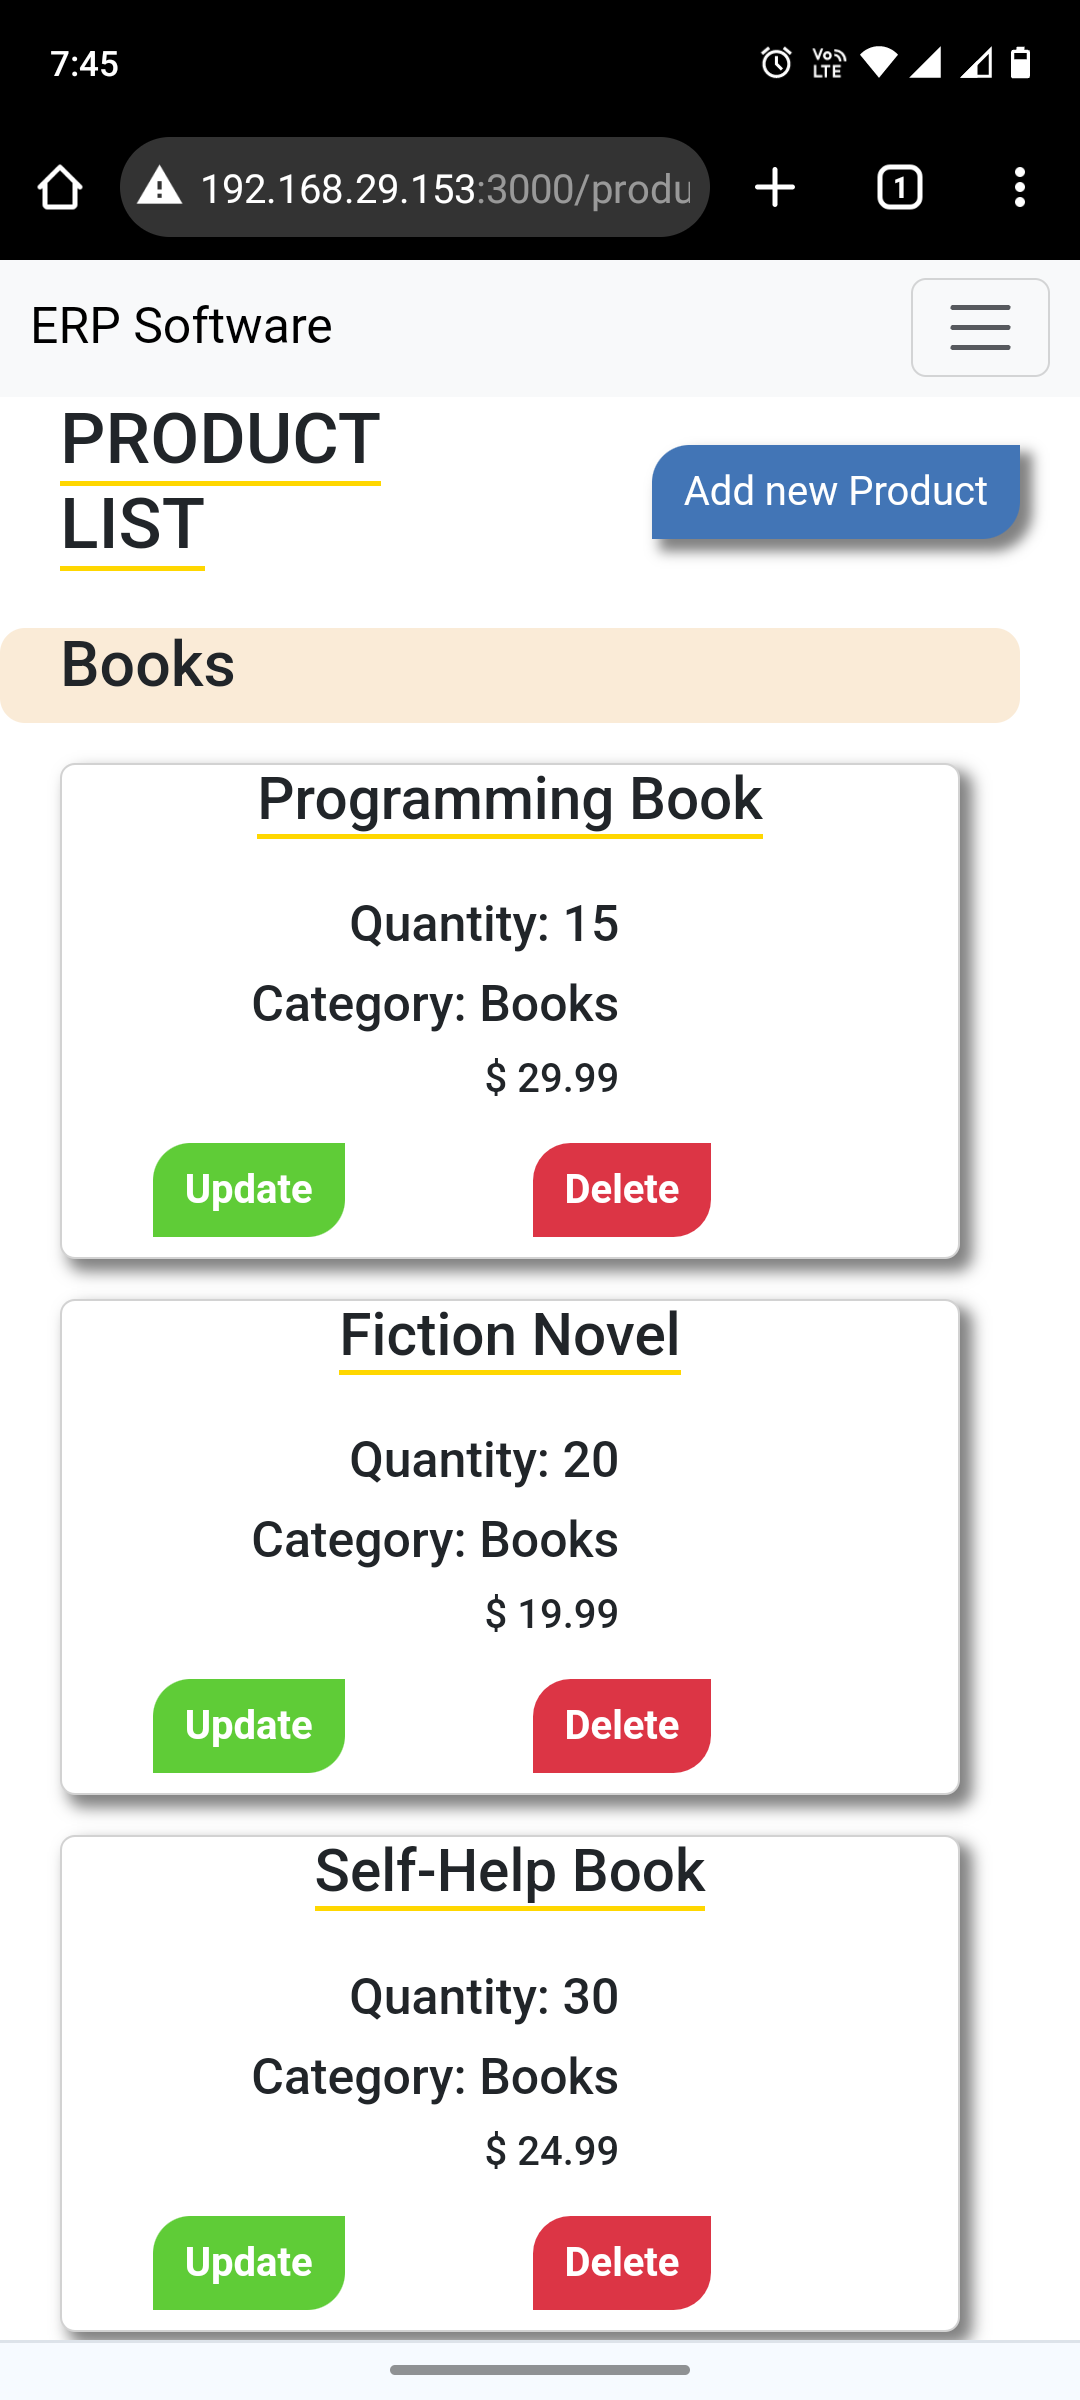 7:45
Vo LTE
192.168.29.153:3000/produ
1
ERP Software
PRODUCT
LIST
Add new Product
Books
Programming Book
Quantity: 15
Category: Books
$ 29.99
Update Delete
Fiction Novel
Quantity: 20
Category: Books
$ 19.99
Update Delete
Self-Help Book
Quantity: 30
Category: Books
$ 24.99
Update Delete